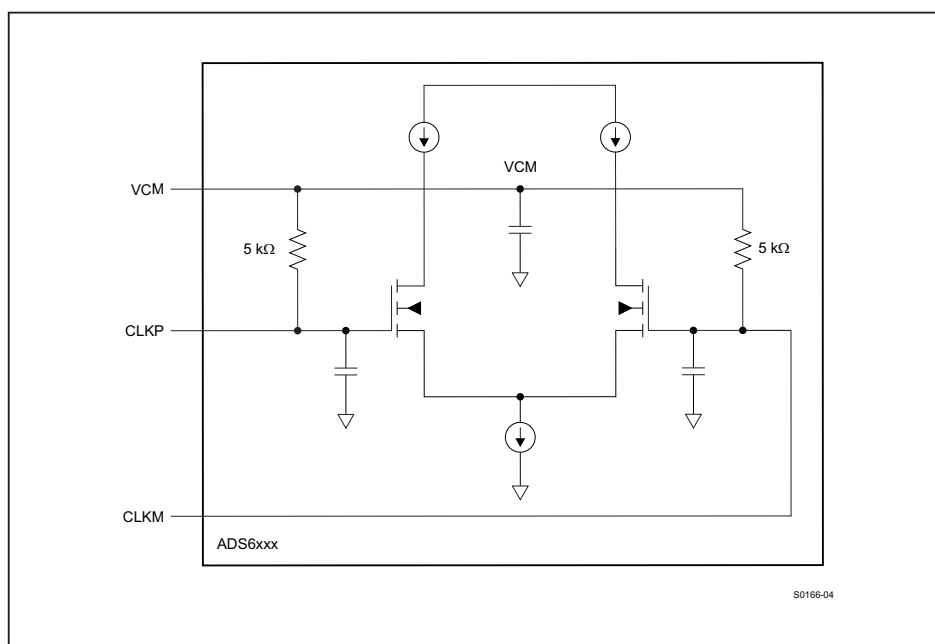 VCM
VCM
5 kΩ
5 kΩ
CLKP
CLKM
ADS6xxx
S0166-04